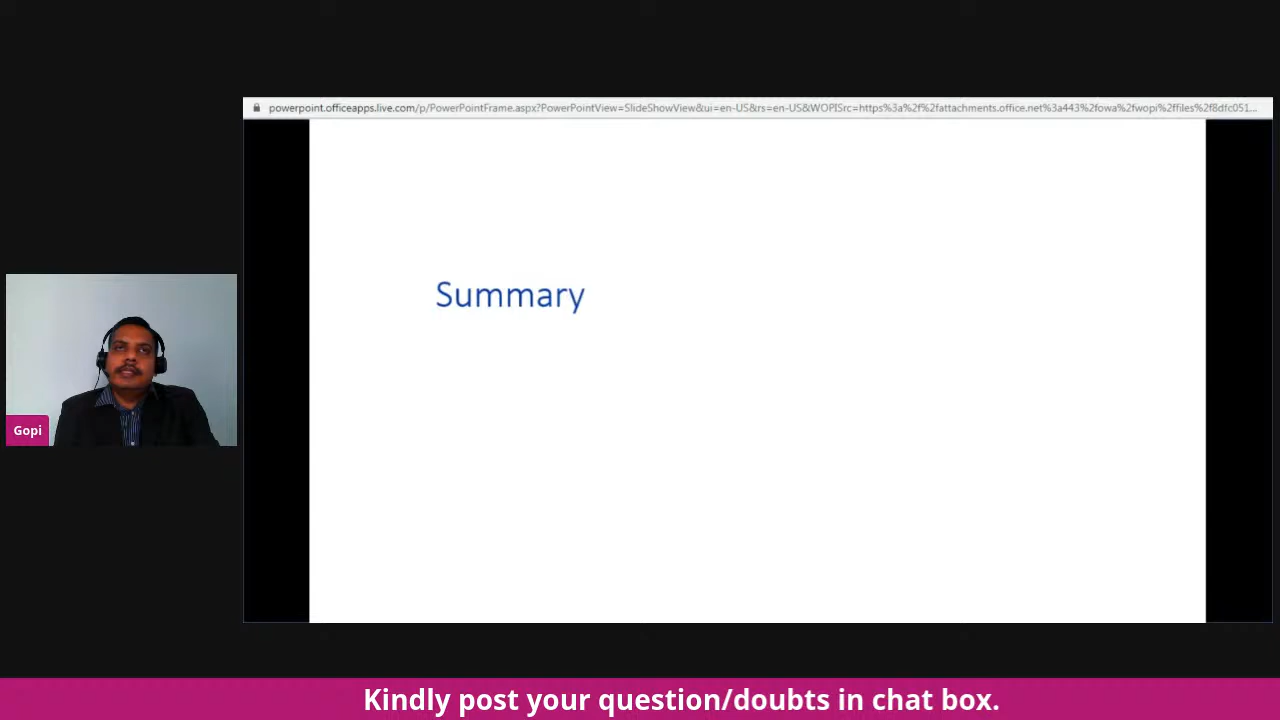 powerpoint.officeapps.live.com/p/PowerPointFrame.aspx?PowerPointView=SlideShowView&ui=en-US&rs=en-US&WOPISrc=https%3a%2f%2fattachments.office.net%3a443%2fowa%2fwopi%2ffiles%2f8dfc051...
Summary
Gopi
Kindly post your question/doubts in chat box.